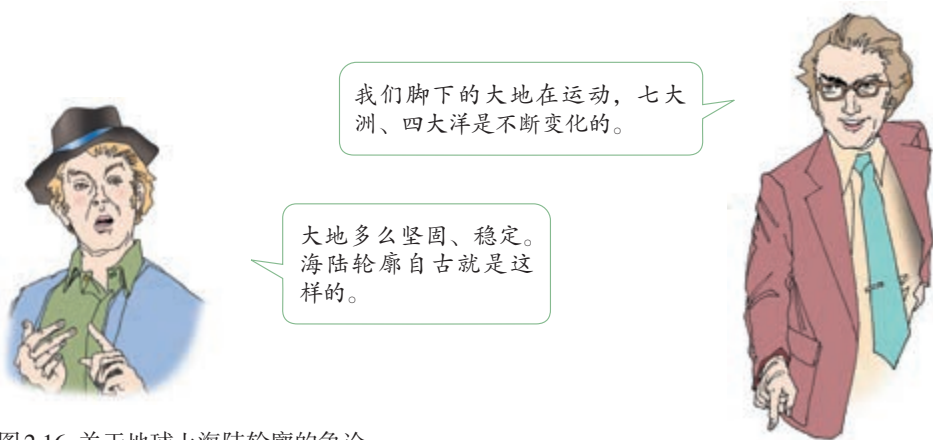 我们脚下的大地在运动，七大
洲、四大洋是不断变化的。
大地多么坚固、稳定。
海陆轮廓自古就是这
样的。
图2.16 关于地球上海陆轮廓的争论